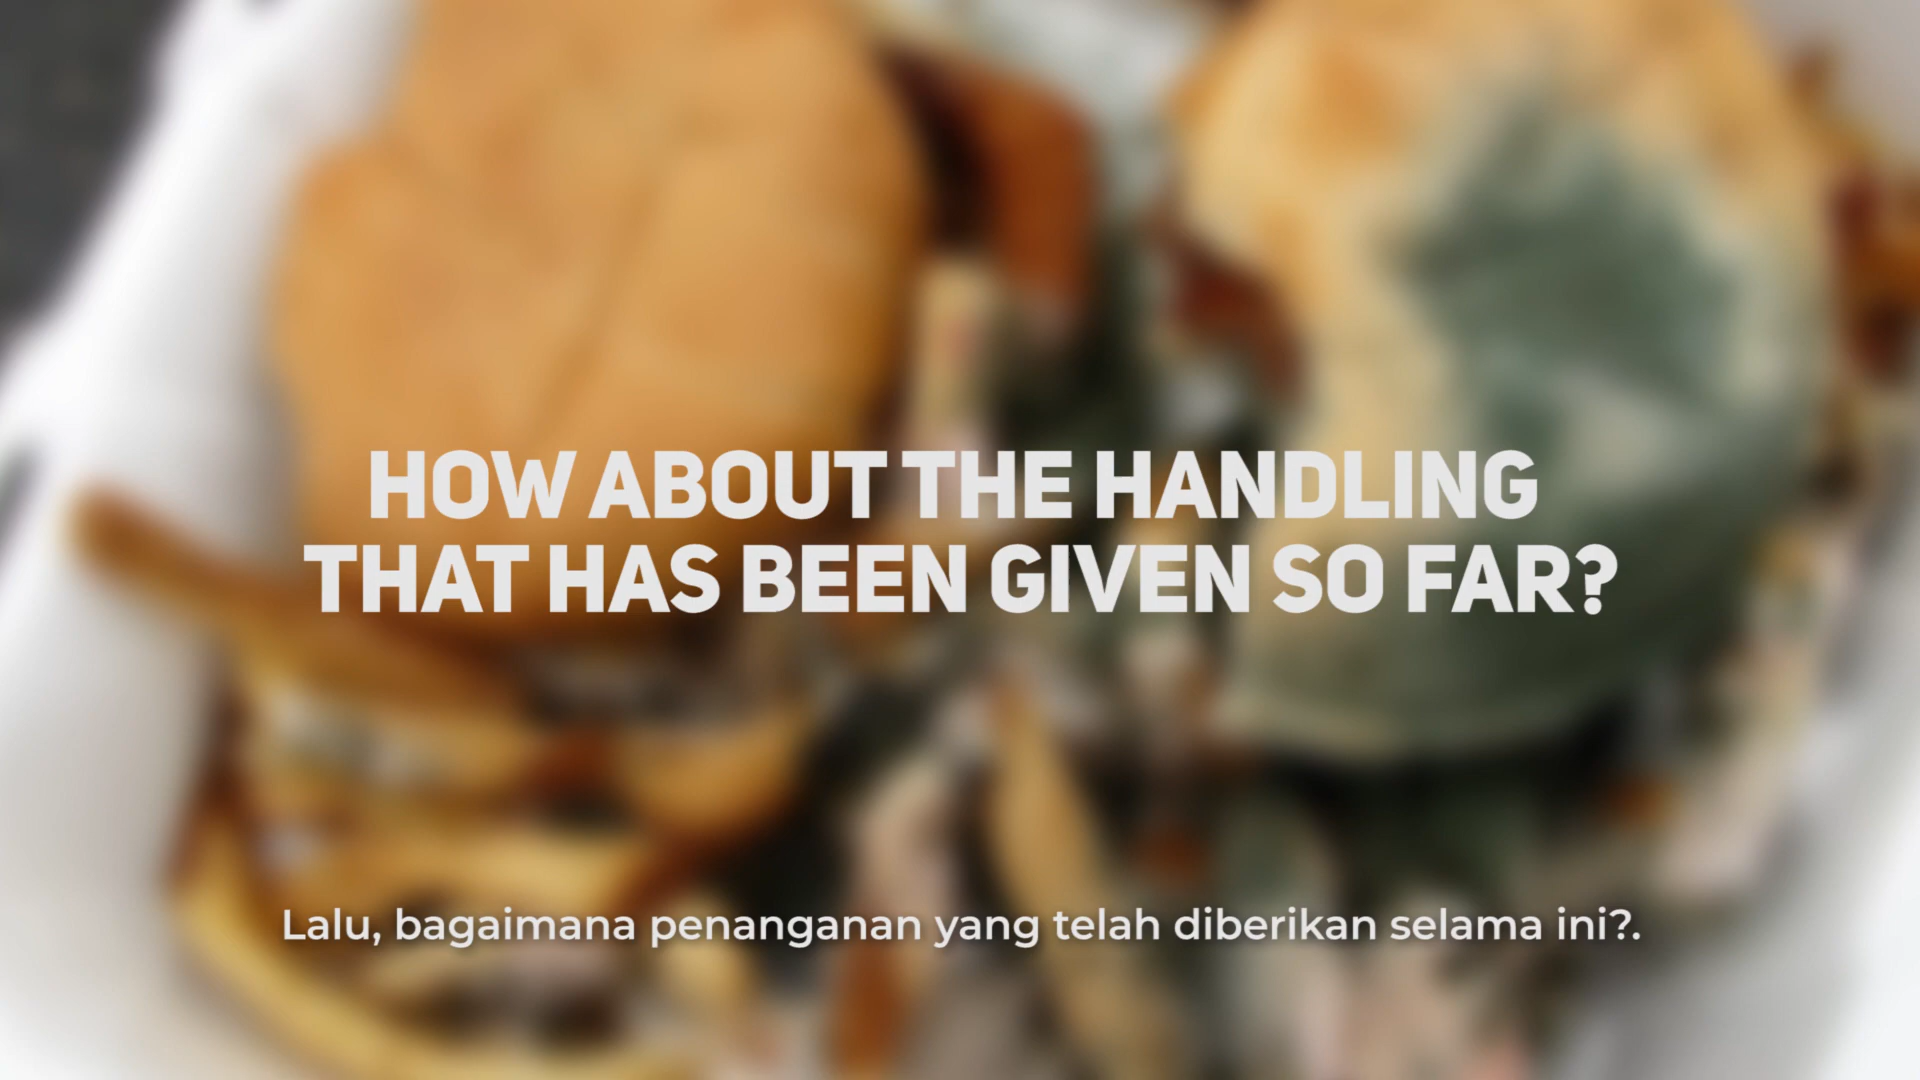 HOW ABOUT THE HANDLING
THAT HAS BEEN GIVEN SO FAR?
Lalu, bagaimana penanganan yang telah diberikan selama ini?.